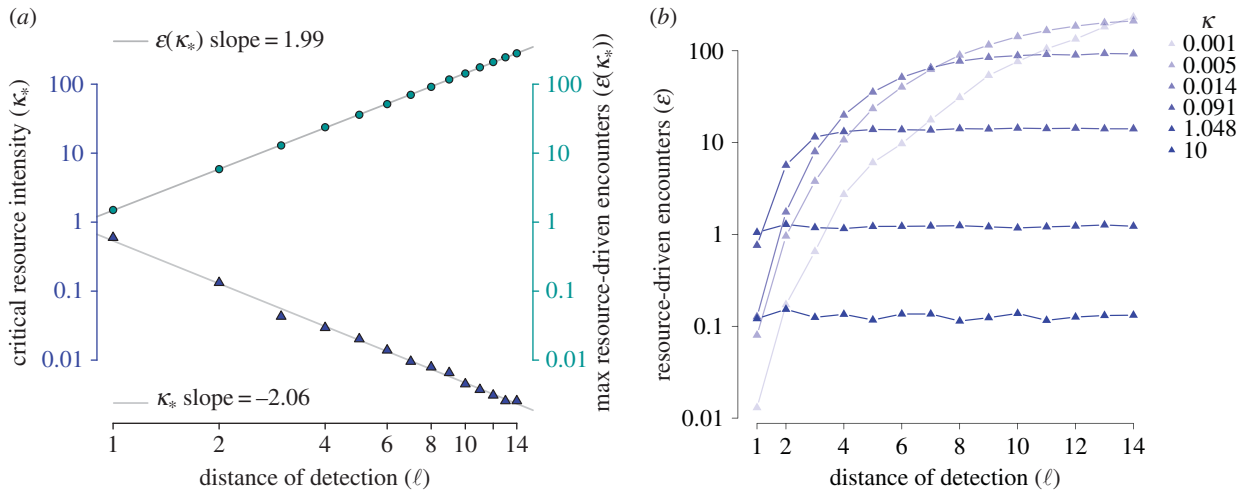 (a)
ε(κ*) slope = 1.99
κ* slope = –2.06
critical resource intensity (κ*)
100
10
1
0.1
0.01
max resource-driven encounters (ε(κ*))
100
10
1
0.1
0.01
1 2 4 6 8 10 14
distance of detection (ℓ)
(b)
resource-driven encounters (ε)
100
10
1
0.1
0.01
1 2 4 6 8 10 12 14
distance of detection (ℓ)
κ
0.001
0.005
0.014
0.091
1.048
10